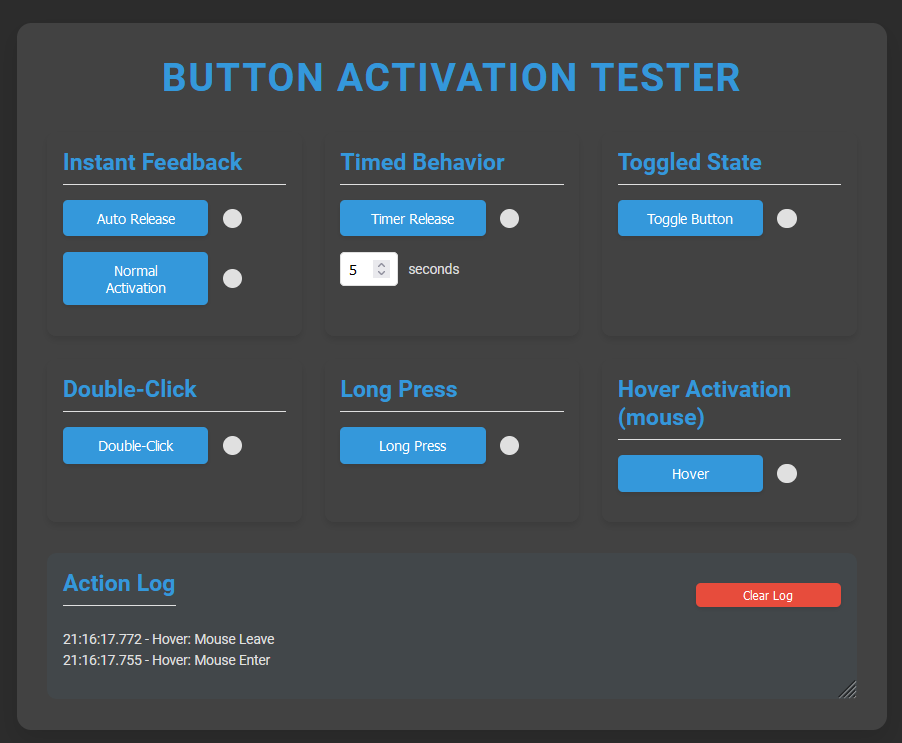 BUTTON ACTIVATION TESTER
Instant Feedback
Auto Release
Normal
Activation
Timed Behavior
Timer Release
5
seconds
Toggled State
Toggle Button
Double-Click
Double-Click
Long Press
Long Press
Hover Activation
(mouse)
Hover
Action Log
Clear Log
21:16:17.772 - Hover: Mouse Leave
21:16:17.755 - Hover: Mouse Enter